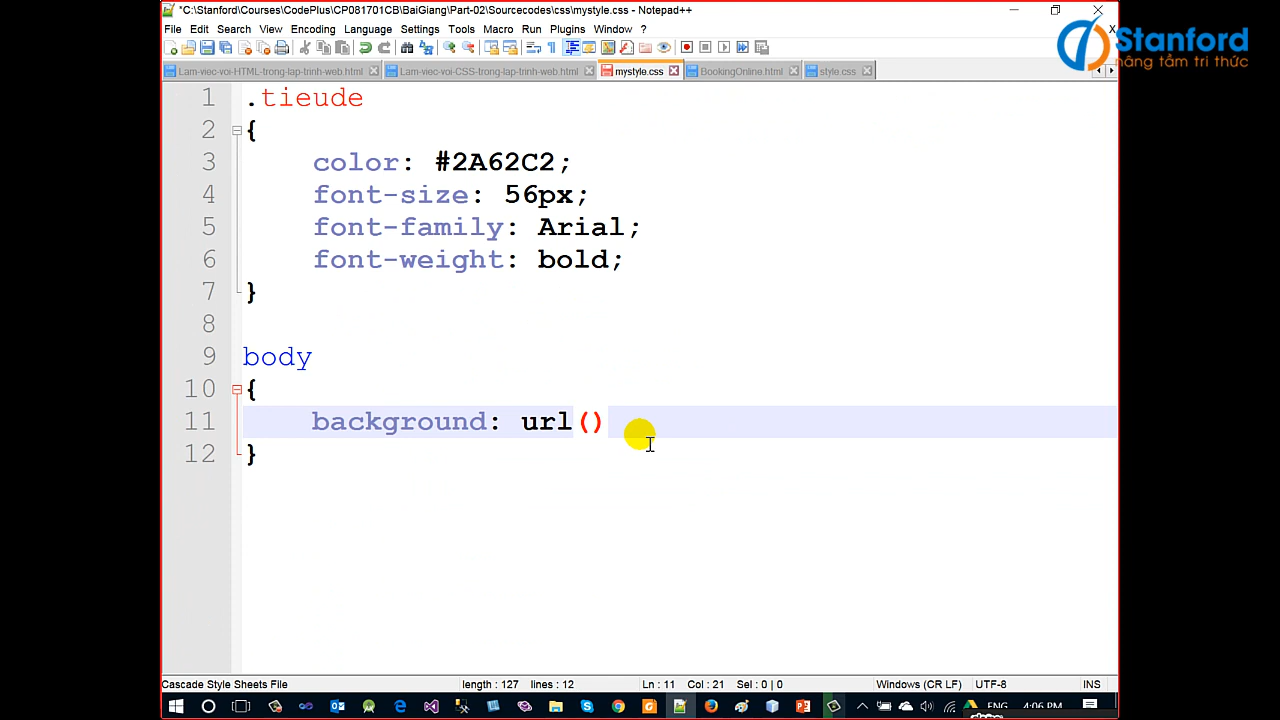 *C:\Stanford\Courses\CodePlus\CP081701CB\BaiGiang\Part-02\Sourcecodes\css\mystyle.css - Notepad++
File Edit Search View Encoding Language Settings Tools Macro Run Plugins Window ?
X
Stanford
nâng tầm tri thức
Lam-viec-voi-HTML-trong-lap-trinh-web.html Lam-viec-voi-CSS-trong-lap-trinh-web.html mystyle.css BookingOnline.html style.css
1 .tieude
2 {
3 color: #2A62C2;
4 font-size: 56px;
5 font-family: Arial;
6 font-weight: bold;
7 }
8
9 body
10 {
11 background: url()
12 }
Cascade Style Sheets File length : 127 lines : 12 Ln : 11 Col : 21 Sel : 0 | 0 Windows (CR LF) UTF-8 INS
ENG 4:06 PM